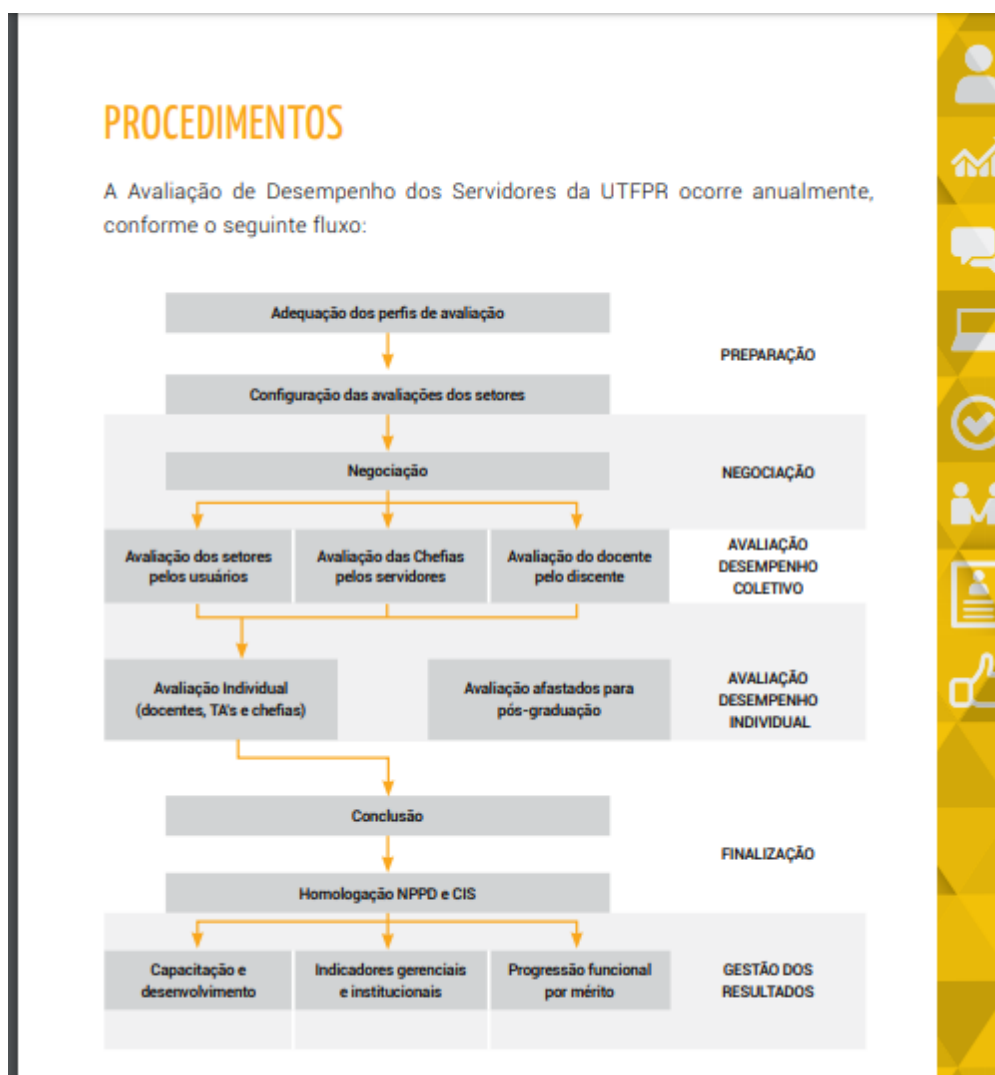 PROCEDIMENTOS
A Avaliação de Desempenho dos Servidores da UTFPR ocorre anualmente,
conforme o seguinte fluxo:
Adequação dos perfis de avaliação
PREPARAÇÃO
Configuração das avaliações dos setores
Negociação
NEGOCIAÇÃO
Avaliação dos setores
pelos usuários
Avaliação das Chefias
pelos servidores
Avaliação do docente
pelo discente
AVALIAÇÃO
DESEMPENHO
COLETIVO
Avaliação Individual
(docentes, TA's e chefias)
Avaliação afastados para
pós-graduação
AVALIAÇÃO
DESEMPENHO
INDIVIDUAL
Conclusão
FINALIZAÇÃO
Homologação NPPD e CIS
Capacitação e
desenvolvimento
Indicadores gerenciais
e institucionais
Progressão funcional
por mérito
GESTÃO DOS
RESULTADOS